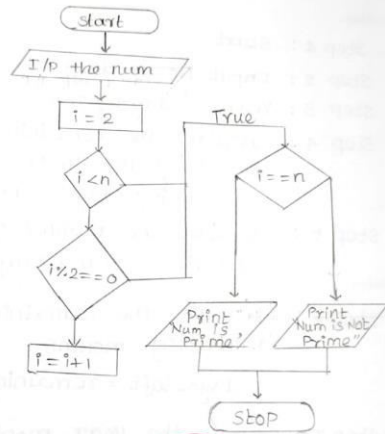 Start
I/p the num
i = 2
i < n
i % 2 == 0
i = i+1
True
i == n
Print
"Num is
Prime"
Print
Num is Not
Prime"
Stop